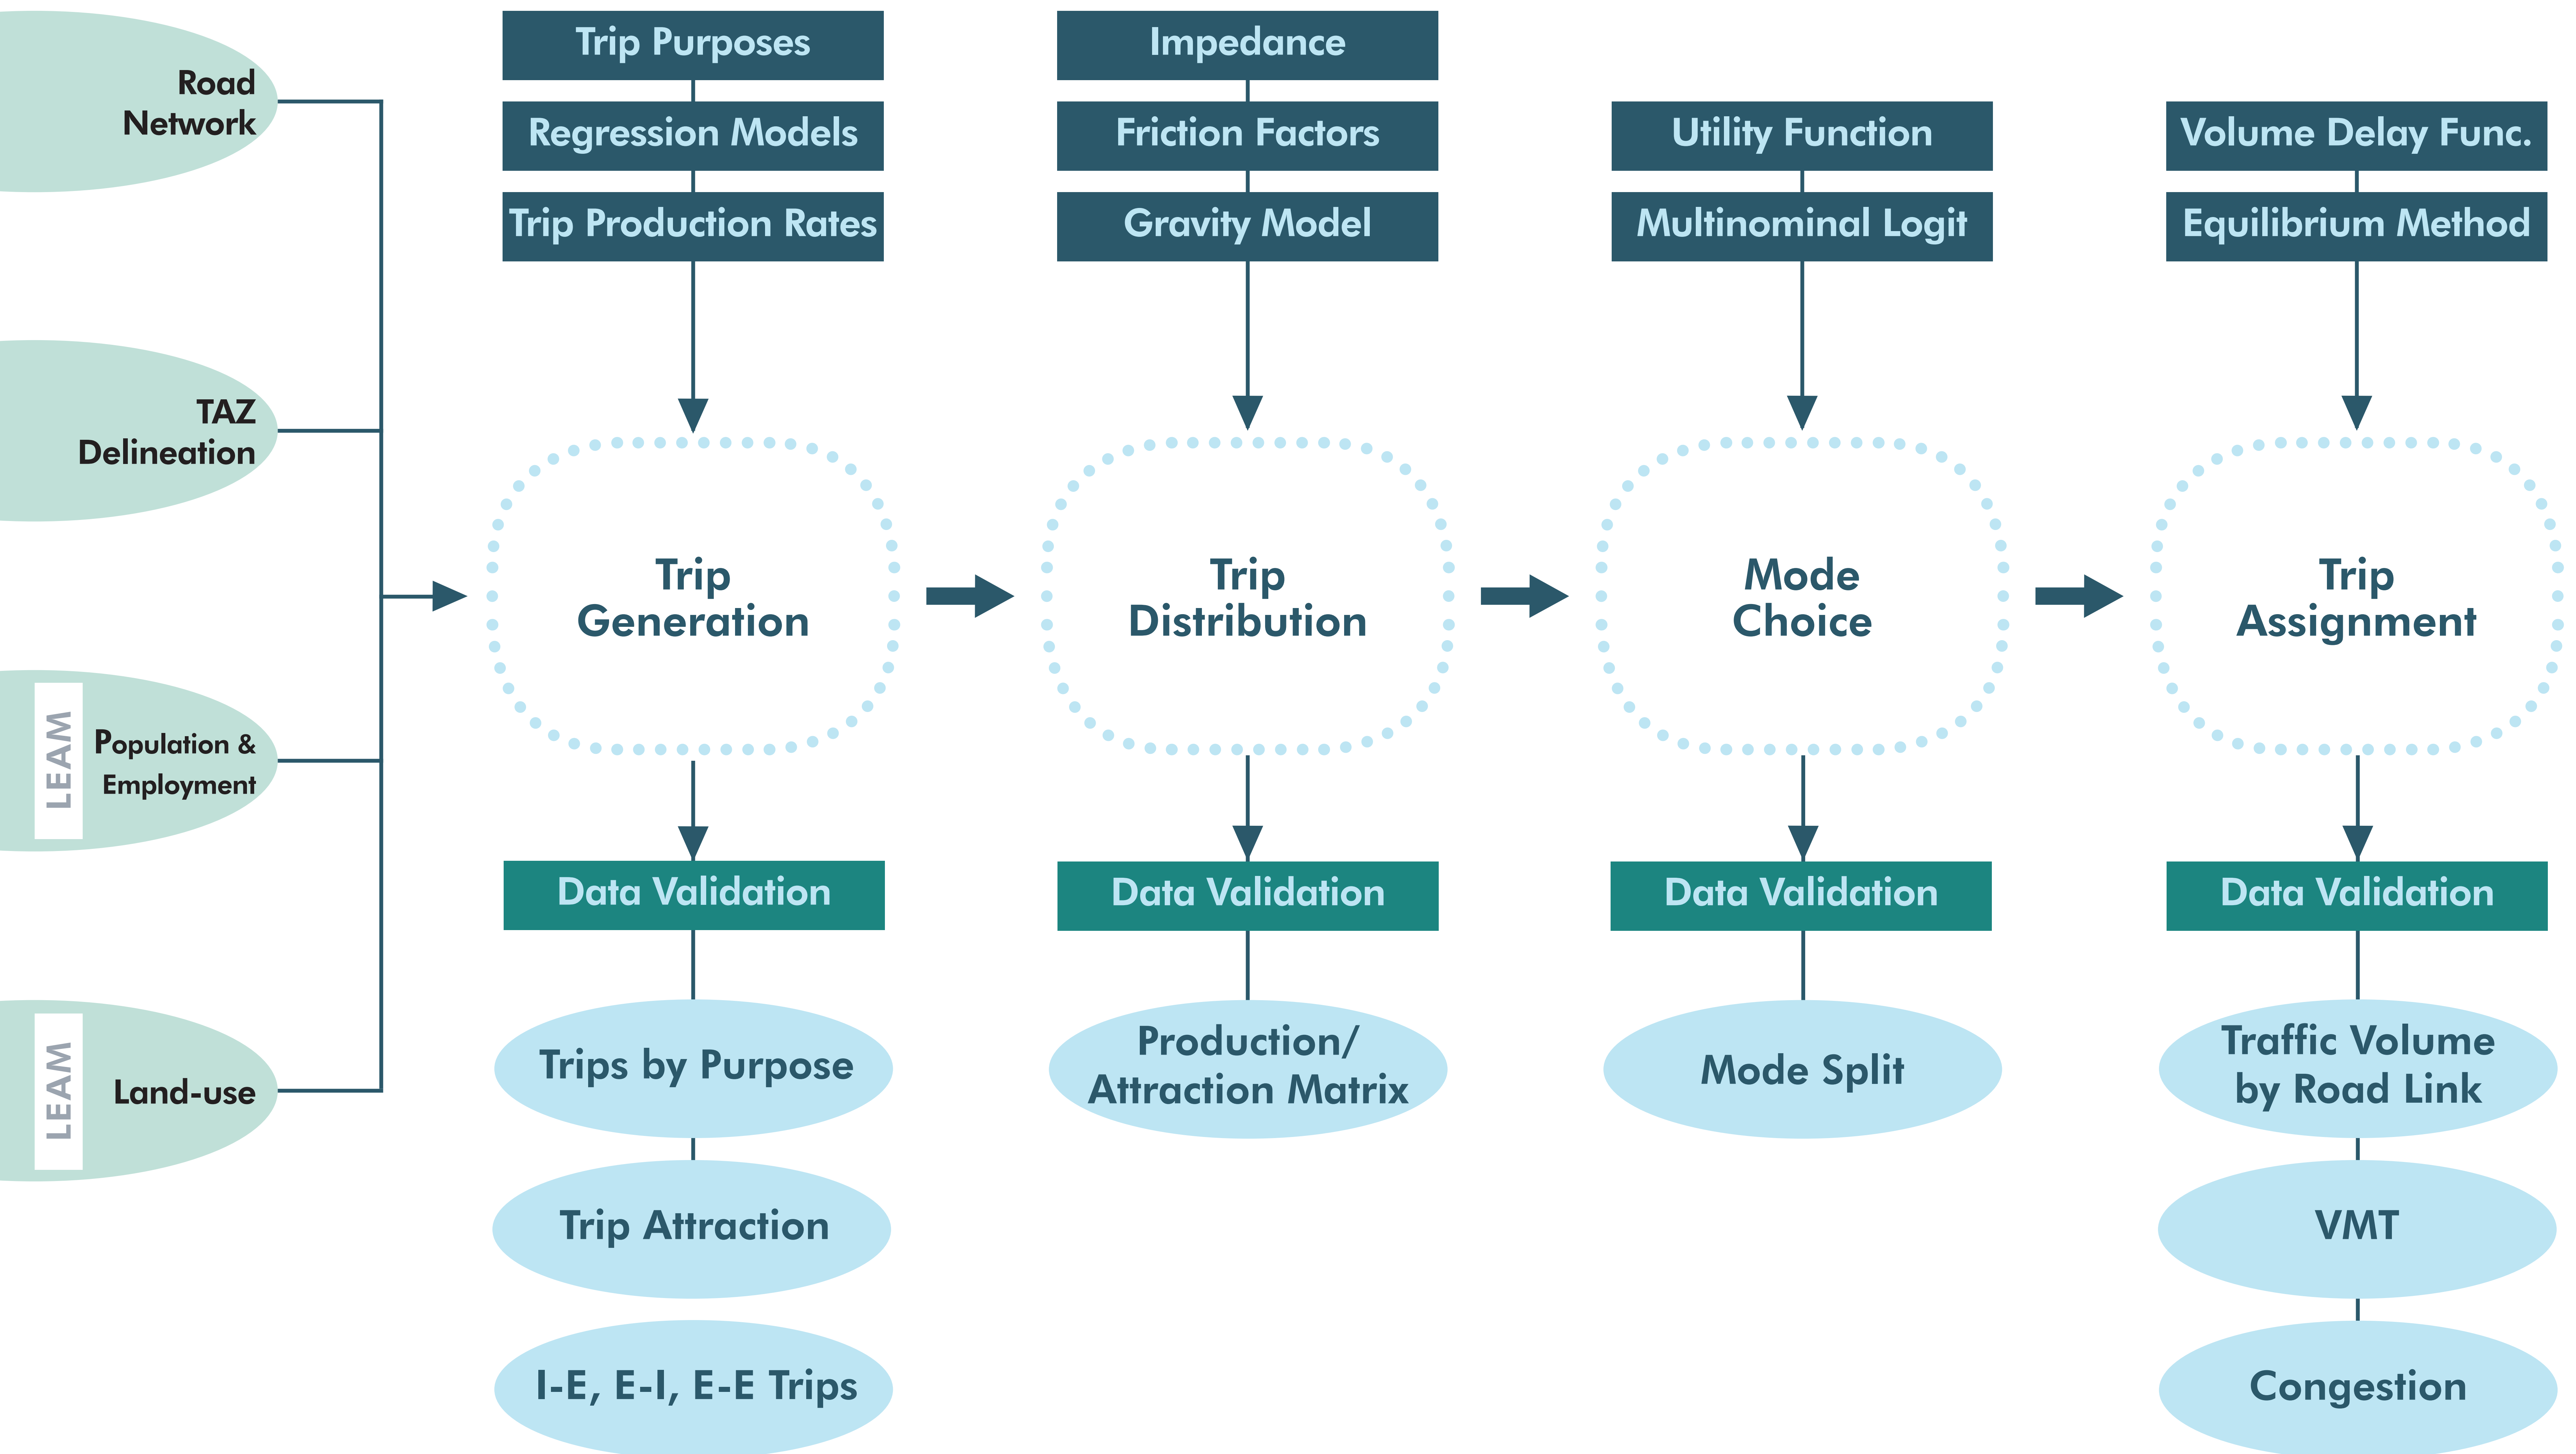 Road
Network
TAZ
Delineation
LEAM
Population &
Employment
LEAM
Land-use
Trip Purposes
Regression Models
Trip Production Rates
Trip
Generation
Data Validation
Trips by Purpose
Trip Attraction
I-E, E-I, E-E Trips
Impedance
Friction Factors
Gravity Model
Trip
Distribution
Data Validation
Production/
Attraction Matrix
Utility Function
Multinominal Logit
Mode
Choice
Data Validation
Mode Split
Volume Delay Func.
Equilibrium Method
Trip
Assignment
Data Validation
Traffic Volume
by Road Link
VMT
Congestion